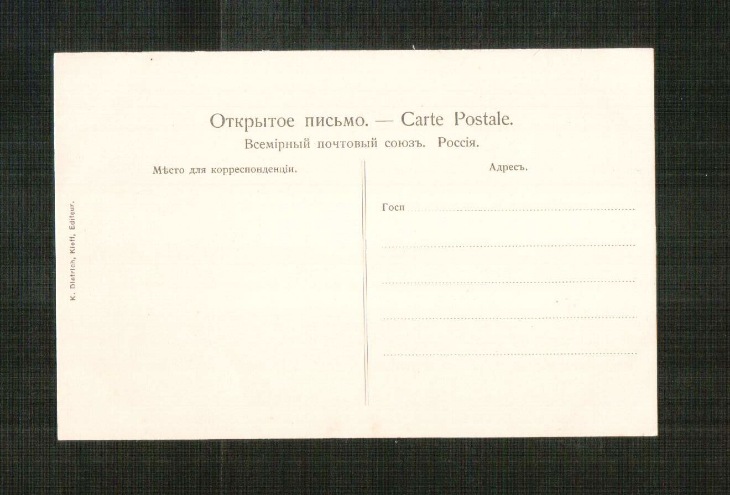 Открытое письмо. — Carte Postale.
Всемірный почтовый союзъ. Россія.
Мѣсто для корреспонденціи.
Адресъ.
Госп
K. Dietrich, Kieff, Editeur.